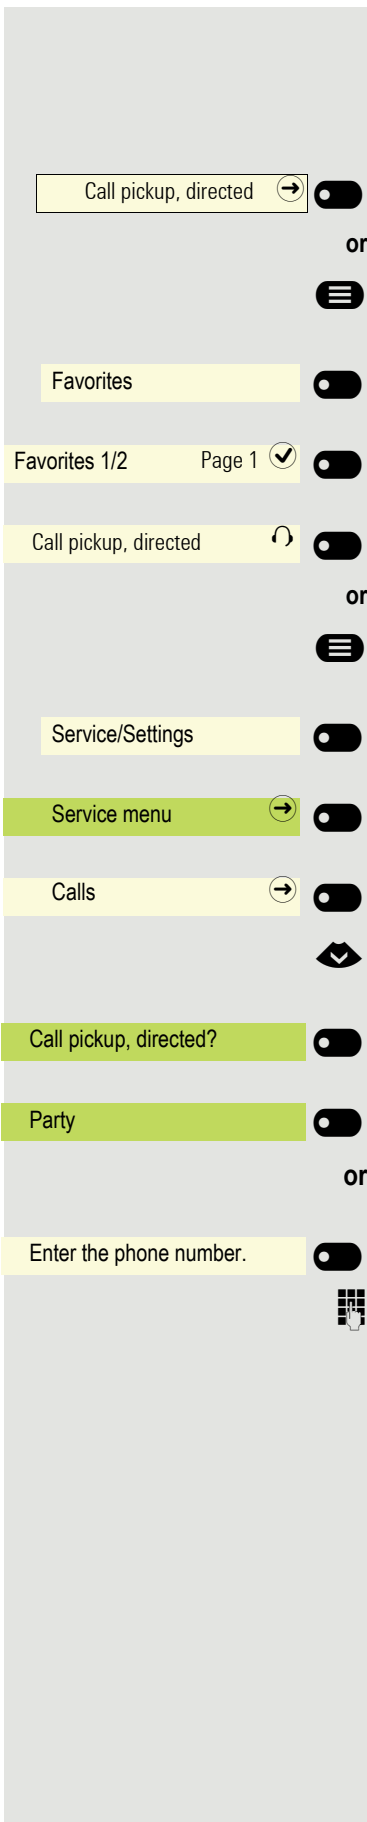 Call pickup, directed
or
Favorites
Favorites 1/2 Page 1
Call pickup, directed
or
Service/Settings
Service menu
Calls
Call pickup, directed?
Party
or
Enter the phone number.